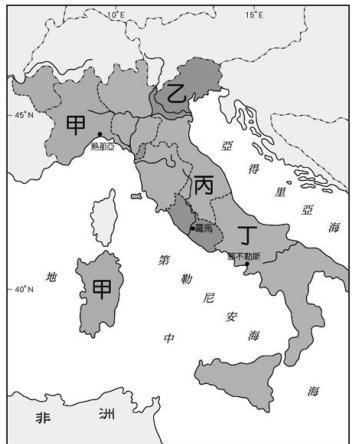 10°E
15°E
45°N
甲
乙
熱那亞
亞得里亞海
丙
羅馬
丁
那不勒斯
甲
40°N
第勒尼安海
地中海
非洲